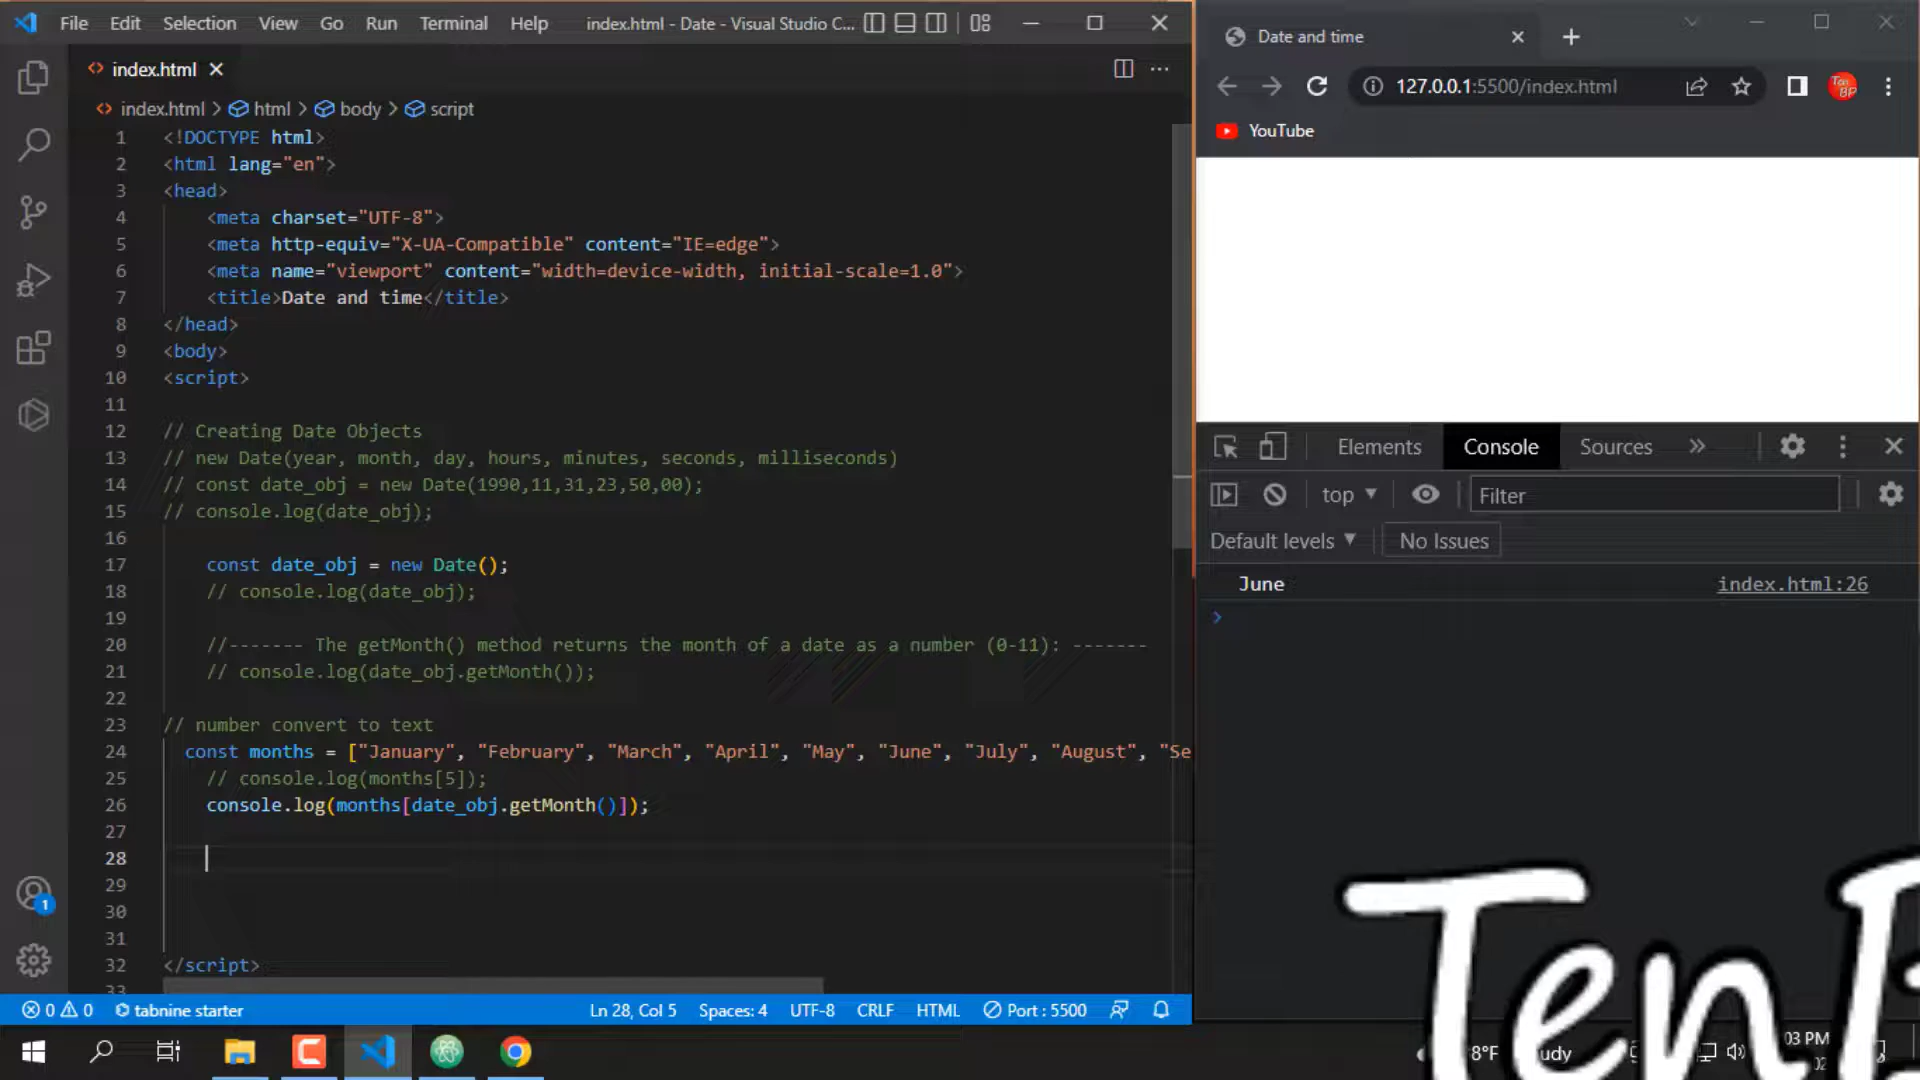 File Edit Selection View Go Run Terminal Help index.html - Date - Visual Studio C...
index.html
index.html > html > body > script
1 <!DOCTYPE html>
2 <html lang="en">
3 <head>
4 <meta charset="UTF-8">
5 <meta http-equiv="X-UA-Compatible" content="IE=edge">
6 <meta name="viewport" content="width=device-width, initial-scale=1.0">
7 <title>Date and time</title>
8 </head>
9 <body>
10 <script>
11
12 // Creating Date Objects
13 // new Date(year, month, day, hours, minutes, seconds, milliseconds)
14 // const date_obj = new Date(1990,11,31,23,50,00);
15 // console.log(date_obj);
16
17 const date_obj = new Date();
18 // console.log(date_obj);
19
20 //------- The getMonth() method returns the month of a date as a number (0-11): -------
21 // console.log(date_obj.getMonth());
22
23 // number convert to text
24 const months = ["January", "February", "March", "April", "May", "June", "July", "August", "Se
25 // console.log(months[5]);
26 console.log(months[date_obj.getMonth()]);
27
28
29
30
31
32 </script>
33
0 0 tabnine starter Ln 28, Col 5 Spaces: 4 UTF-8 CRLF HTML Port : 5500
1
Date and time
127.0.0.1:5500/index.html
YouTube
Elements Console Sources »
top Filter
Default levels No Issues
June index.html:26
>
8°F
03 PM
Ten